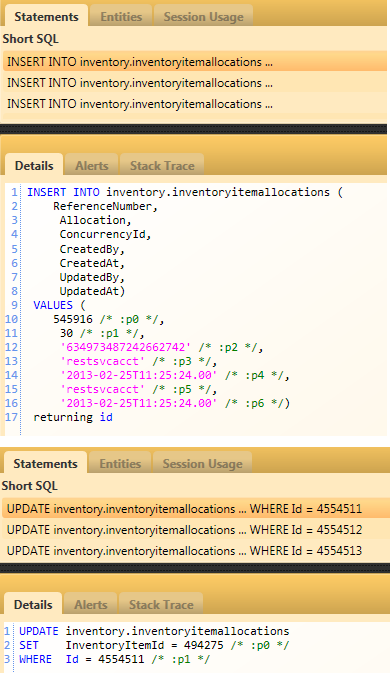 Statements Entities Session Usage
Short SQL
INSERT INTO inventory.inventoryitemallocations ...
INSERT INTO inventory.inventoryitemallocations ...
INSERT INTO inventory.inventoryitemallocations ...
Details Alerts Stack Trace
1 INSERT INTO inventory.inventoryitemallocations (
2 ReferenceNumber,
3 Allocation,
4 ConcurrencyId,
5 CreatedBy,
6 CreatedAt,
7 UpdatedBy,
8 UpdatedAt)
9 VALUES (
10 545916 /* :p0 */,
11 30 /* :p1 */,
12 '634973487242662742' /* :p2 */,
13 'restsvcacct' /* :p3 */,
14 '2013-02-25T11:25:24.00' /* :p4 */,
15 'restsvcacct' /* :p5 */,
16 '2013-02-25T11:25:24.00' /* :p6 */)
17 returning id
Statements Entities Session Usage
Short SQL
UPDATE inventory.inventoryitemallocations ... WHERE Id = 4554511
UPDATE inventory.inventoryitemallocations ... WHERE Id = 4554512
UPDATE inventory.inventoryitemallocations ... WHERE Id = 4554513
Details Alerts Stack Trace
1 UPDATE inventory.inventoryitemallocations
2 SET InventoryItemId = 494275 /* :p0 */
3 WHERE Id = 4554511 /* :p1 */